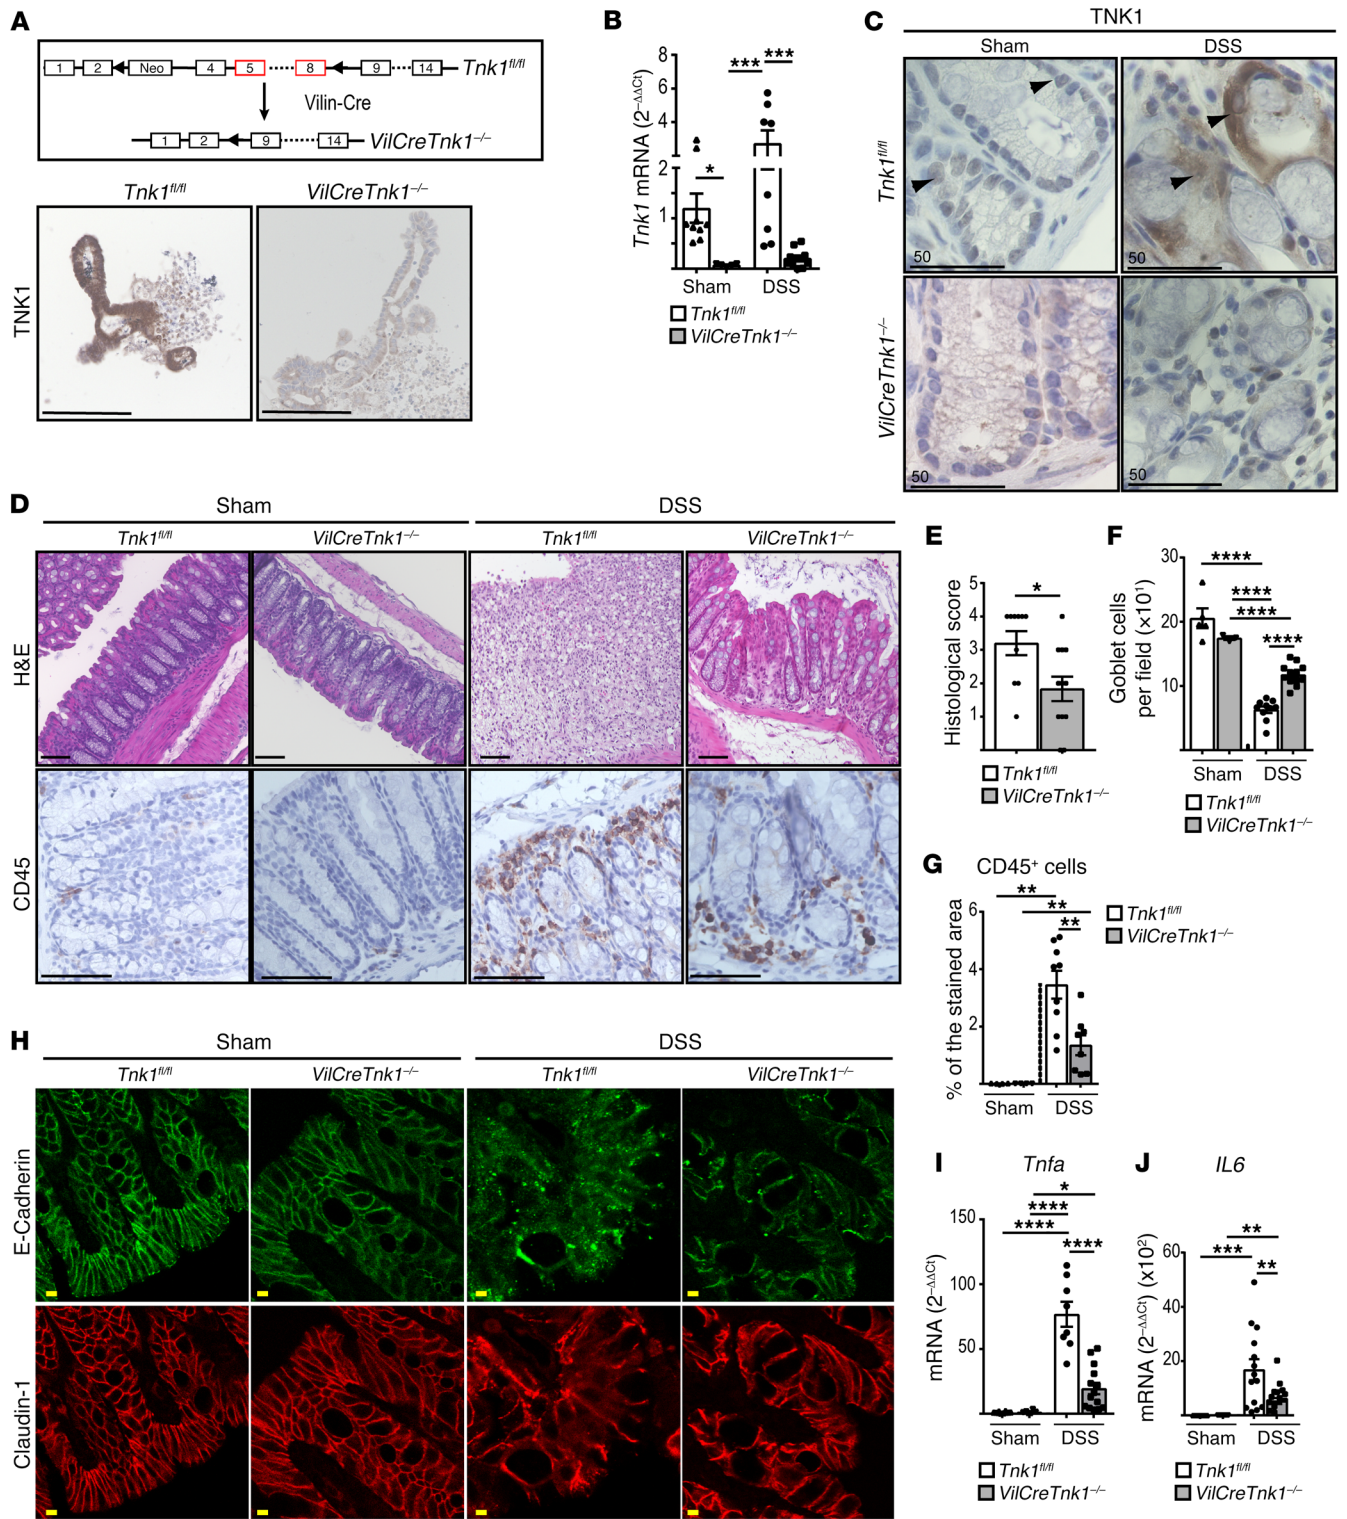 A
1 2 Neo 4 5 8 9 14 Tnk1fl/fl
Vilin-Cre
1 2 9 14 VilCreTnk1–/–
Tnk1fl/fl VilCreTnk1–/–
TNK1
B
Tnk1 mRNA (2–ΔΔCt)
8
6
4
2
1
***
***
*
Sham DSS
Tnk1fl/fl
VilCreTnk1–/–
C
TNK1
Sham DSS
Tnk1fl/fl
VilCreTnk1–/–
50 50
50 50
D
Sham DSS
Tnk1fl/fl VilCreTnk1–/– Tnk1fl/fl VilCreTnk1–/–
H&E
CD45
E
Histological score
5
4
3
2
1
*
Tnk1fl/fl
VilCreTnk1–/–
F
Goblet cells
per field (×10¹)
30
20
10
****
****
****
****
Sham DSS
Tnk1fl/fl
VilCreTnk1–/–
G
CD45+ cells
% of the stained area
6
4
2
**
**
**
Sham DSS
Tnk1fl/fl
VilCreTnk1–/–
H
Sham DSS
Tnk1fl/fl VilCreTnk1–/– Tnk1fl/fl VilCreTnk1–/–
E-Cadherin
Claudin-1
I
Tnfa
mRNA (2–ΔΔCt)
150
100
50
*
****
****
****
Sham DSS
Tnk1fl/fl
VilCreTnk1–/–
J
IL6
mRNA (2–ΔΔCt) (x10²)
60
40
20
**
***
**
Sham DSS
Tnk1fl/fl
VilCreTnk1–/–